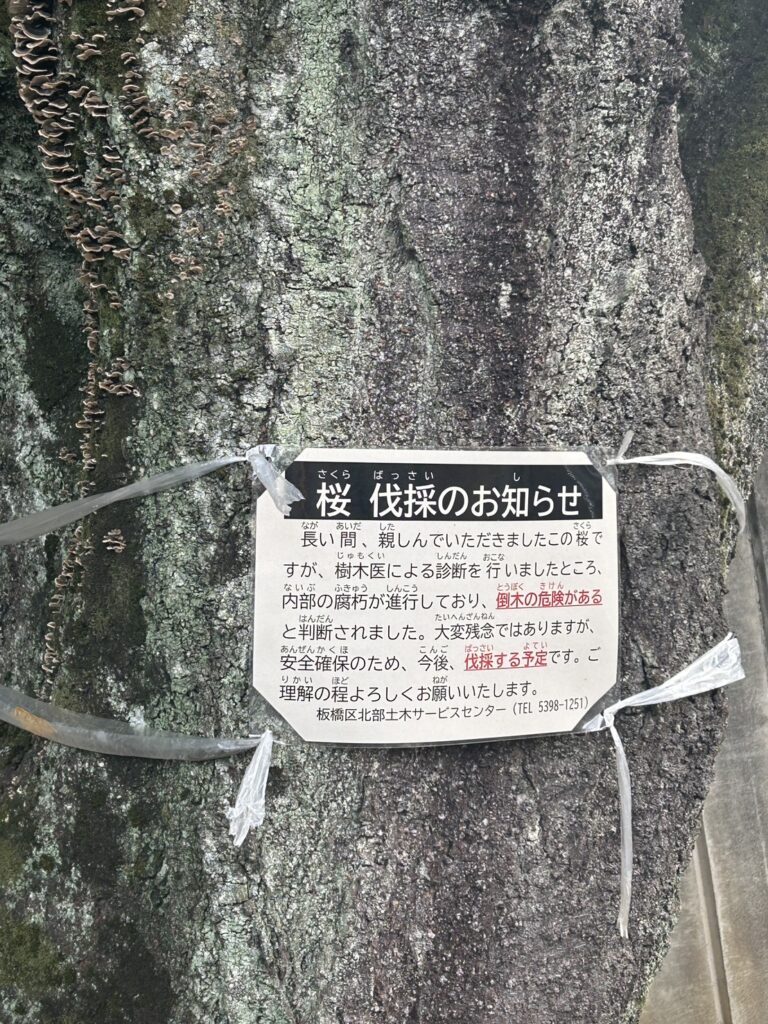 桜 伐採のお知らせ
長い間、親しんでいただきましたこの桜で
すが、樹木医による診断を行いましたところ、
内部の腐朽が進行しており、倒木の危険がある
と判断されました。大変残念ではありますが、
安全確保のため、今後、伐採する予定です。ご
理解の程よろしくお願いいたします。
板橋区北部土木サービスセンター（TEL 5398-1251）